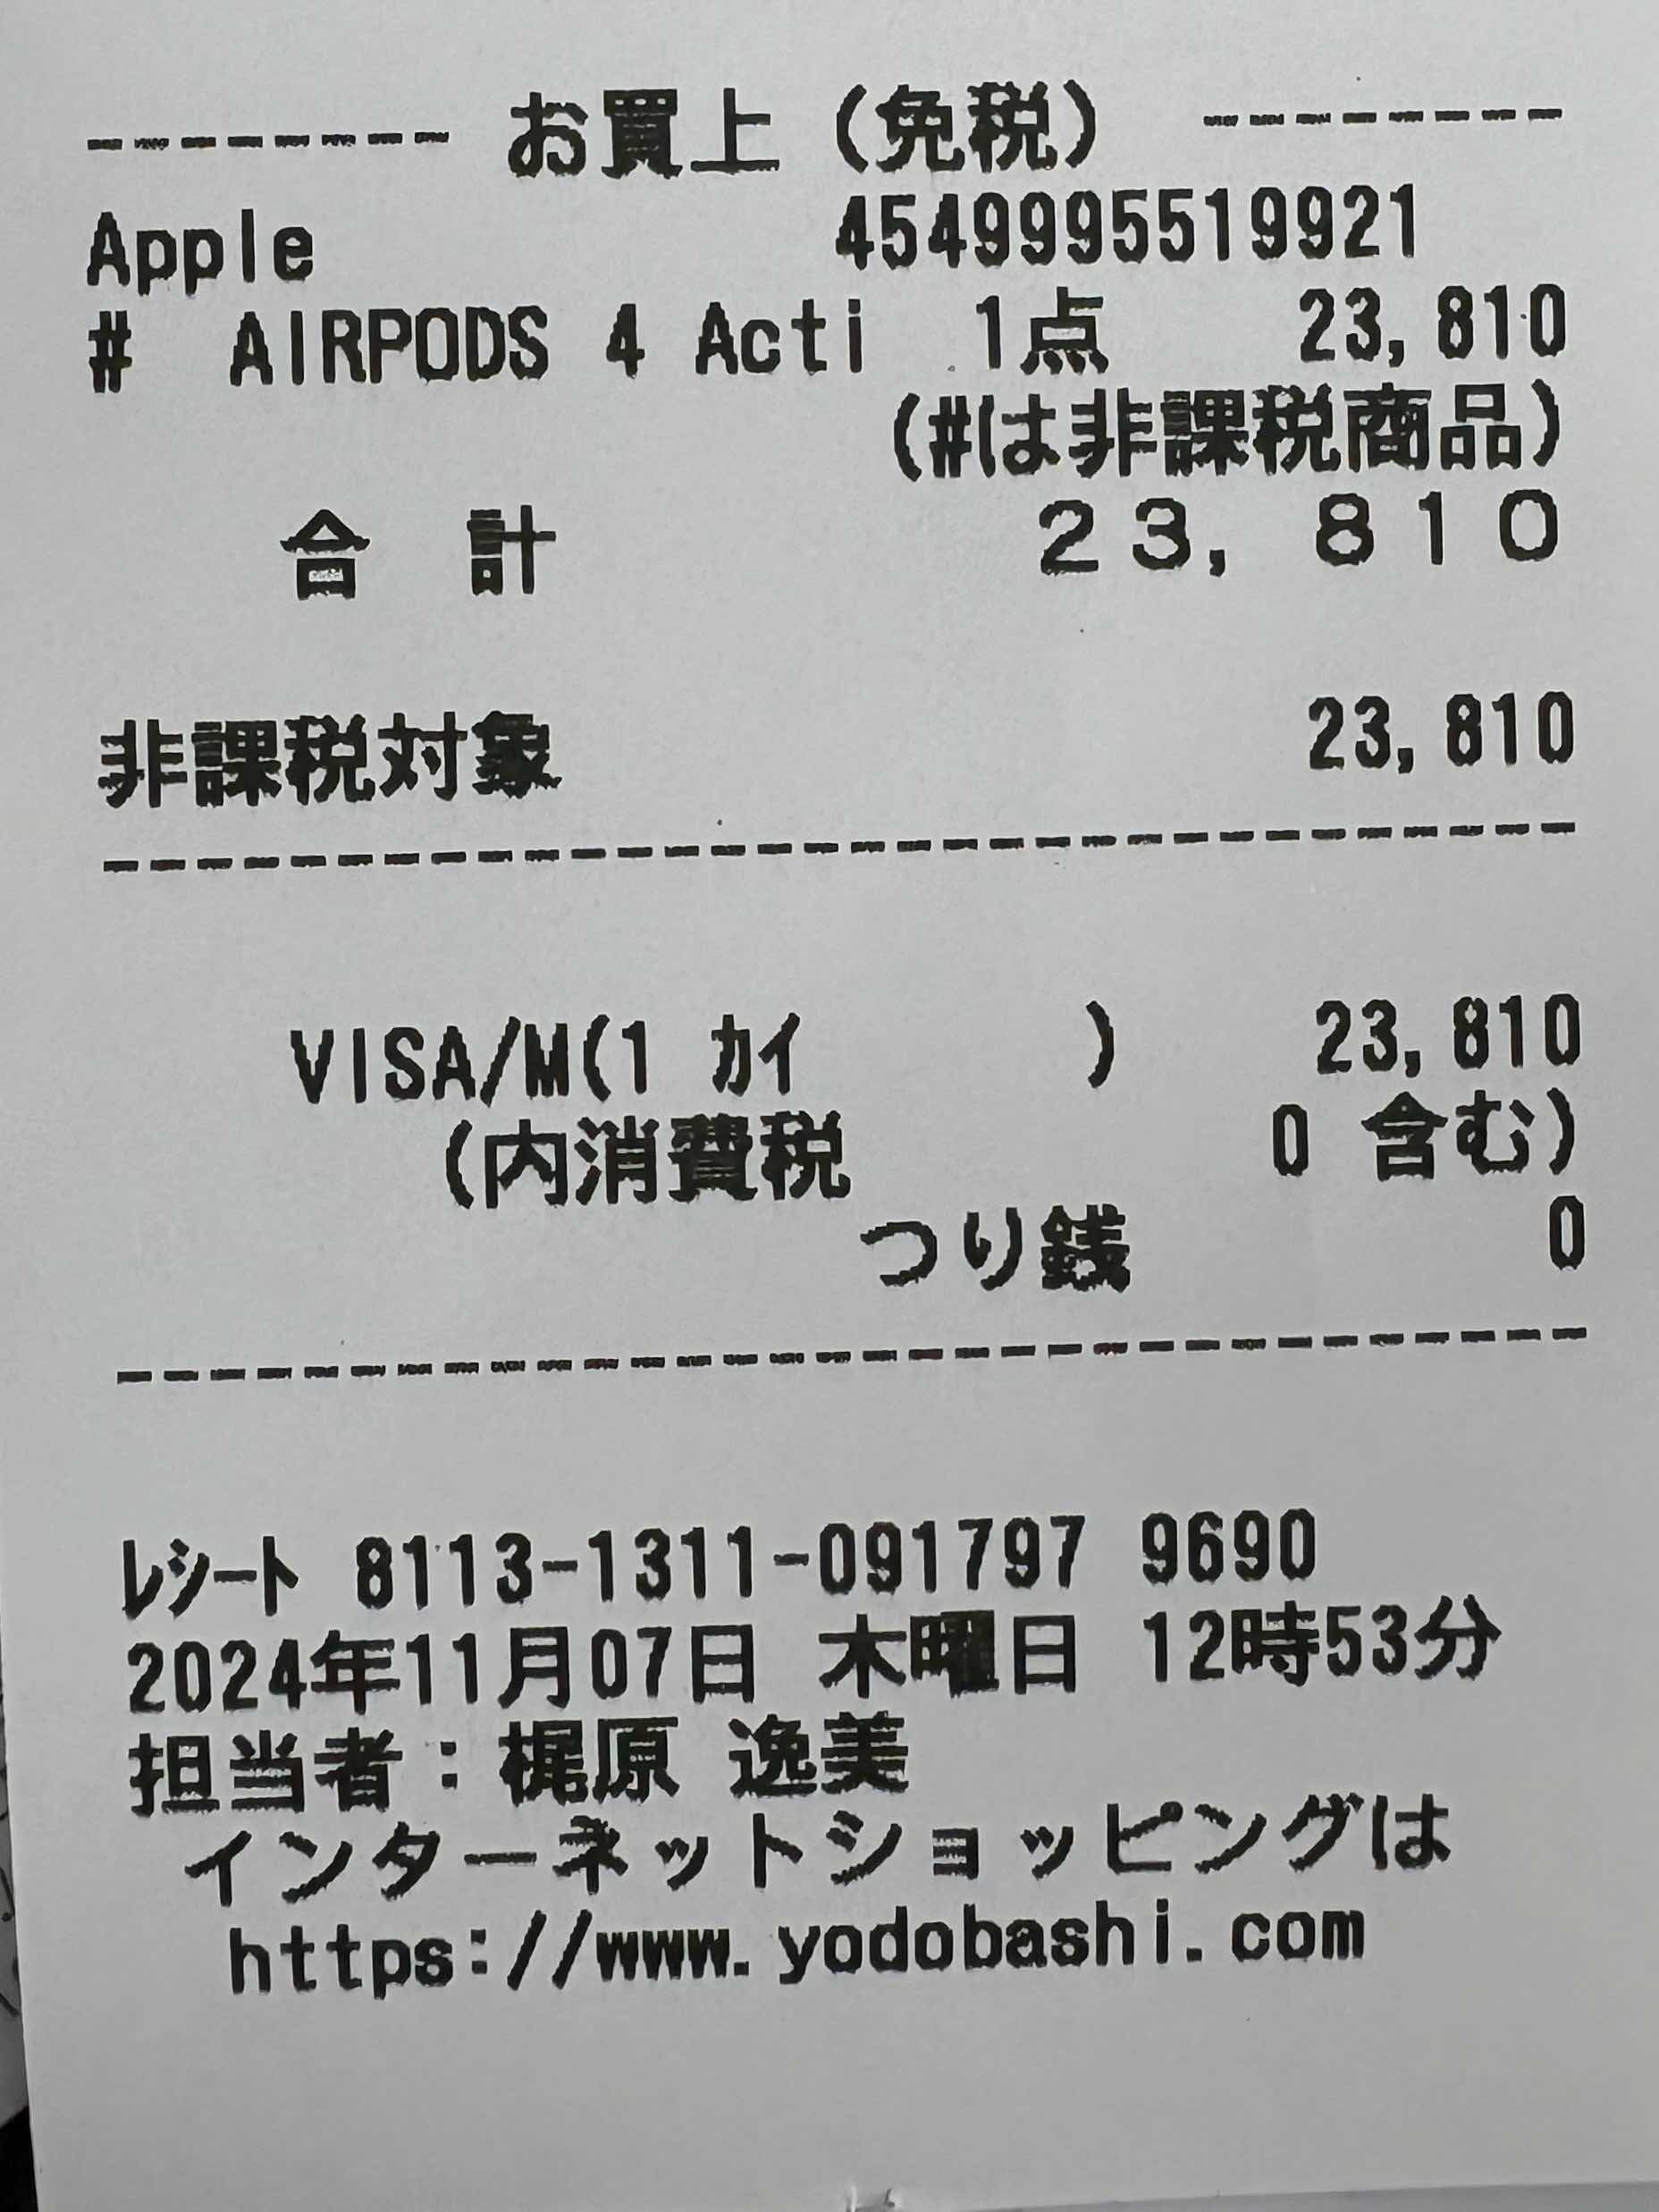 ---------- お買上（免税） ----------
Apple 4549995519921
# AIRPODS 4 Acti 1点 23,810
(#は非課税商品)
合 計 ２３，８１０
非課税対象 23,810
--------------------------------
VISA/M(1 ｶｲ ) 23,810
(内消費税 0 含む)
つり銭 0
--------------------------------
ﾚｼｰﾄ 8113-1311-091797 9690
2024年11月07日 木曜日 12時53分
担当者：梶原 逸美
インターネットショッピングは
https://www.yodobashi.com